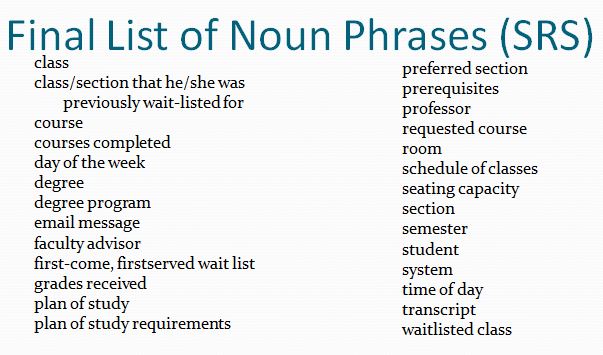 Final List of Noun Phrases (SRS)
class
class/section that he/she was
previously wait-listed for
course
courses completed
day of the week
degree
degree program
email message
faculty advisor
first-come, firstserved wait list
grades received
plan of study
plan of study requirements
preferred section
prerequisites
professor
requested course
room
schedule of classes
seating capacity
section
semester
student
system
time of day
transcript
waitlisted class